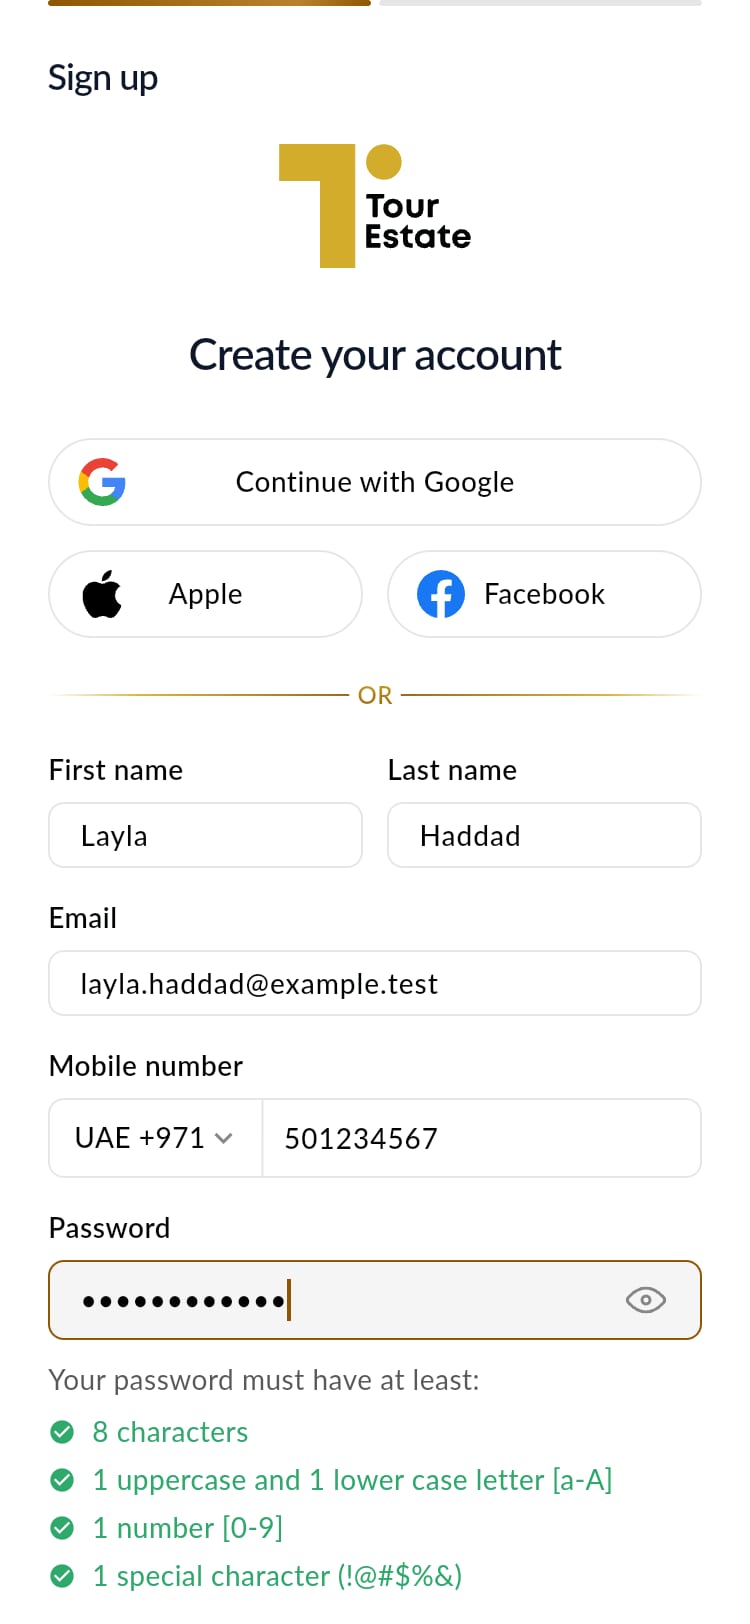 Sign up
Tour
Estate
Create your account
Continue with Google
Apple
Facebook
OR
First name
Last name
Layla
Haddad
Email
layla.haddad@example.test
Mobile number
UAE +971
501234567
Password
••••••••••••
Your password must have at least:
8 characters
1 uppercase and 1 lower case letter [a-A]
1 number [0-9]
1 special character (!@#$%&)